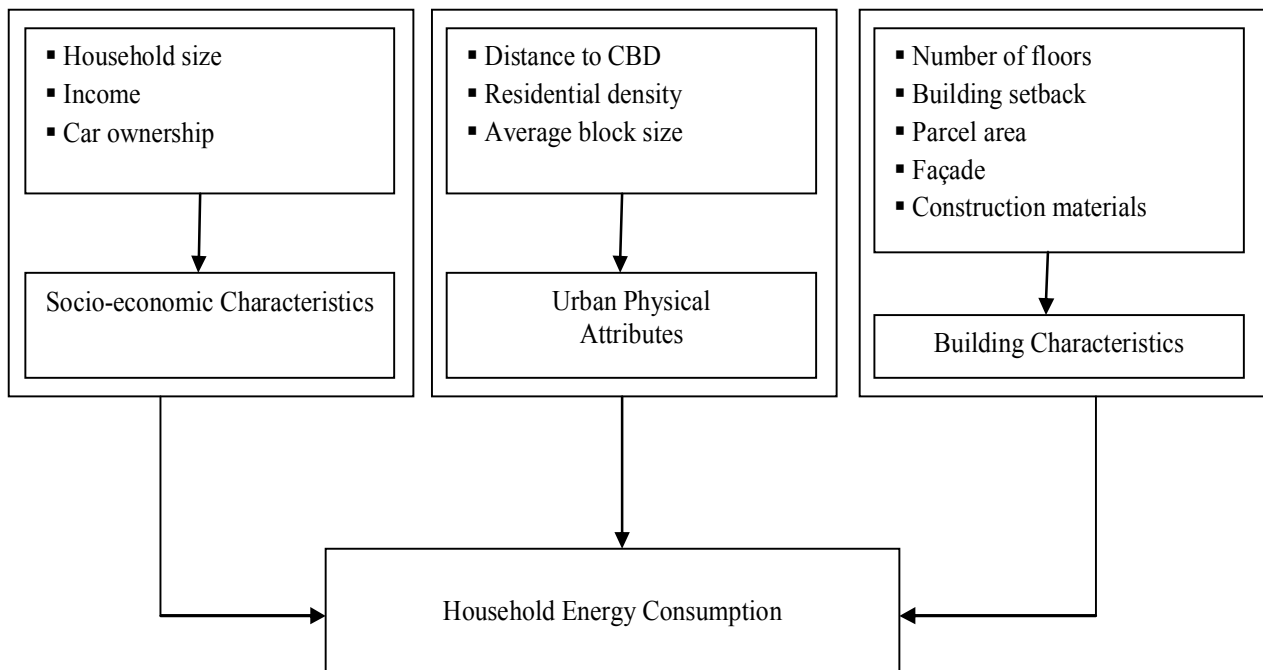 ▪ Household size
▪ Income
▪ Car ownership
Socio-economic Characteristics
▪ Distance to CBD
▪ Residential density
▪ Average block size
Urban Physical
Attributes
▪ Number of floors
▪ Building setback
▪ Parcel area
▪ Façade
▪ Construction materials
Building Characteristics
Household Energy Consumption